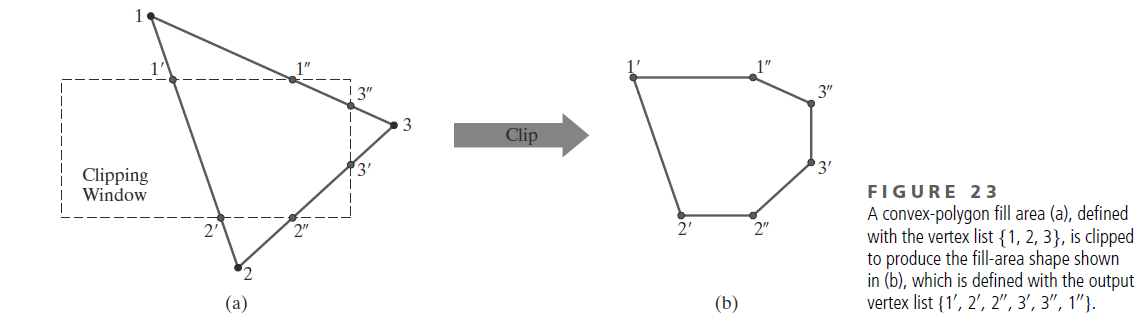 1
1′
1″
3″
3
3′
Clipping
Window
2′
2″
2
(a)
Clip
1′
1″
3″
3′
2′
2″
(b)
FIGURE 23
A convex-polygon fill area (a), defined
with the vertex list {1, 2, 3}, is clipped
to produce the fill-area shape shown
in (b), which is defined with the output
vertex list {1′, 2′, 2″, 3′, 3″, 1″}.